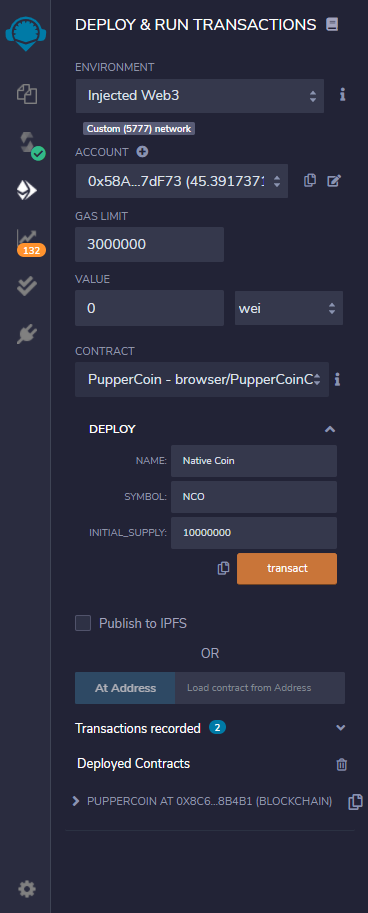 DEPLOY & RUN TRANSACTIONS
ENVIRONMENT
Injected Web3
Custom (5777) network
ACCOUNT
0x58A...7dF73 (45.3917371
GAS LIMIT
3000000
VALUE
0 wei
CONTRACT
132
PupperCoin - browser/PupperCoinC
DEPLOY
NAME: Native Coin
SYMBOL: NCO
INITIAL_SUPPLY: 10000000
transact
Publish to IPFS
OR
At Address Load contract from Address
Transactions recorded 2
Deployed Contracts
PUPPERCOIN AT 0X8C6...8B4B1 (BLOCKCHAIN)